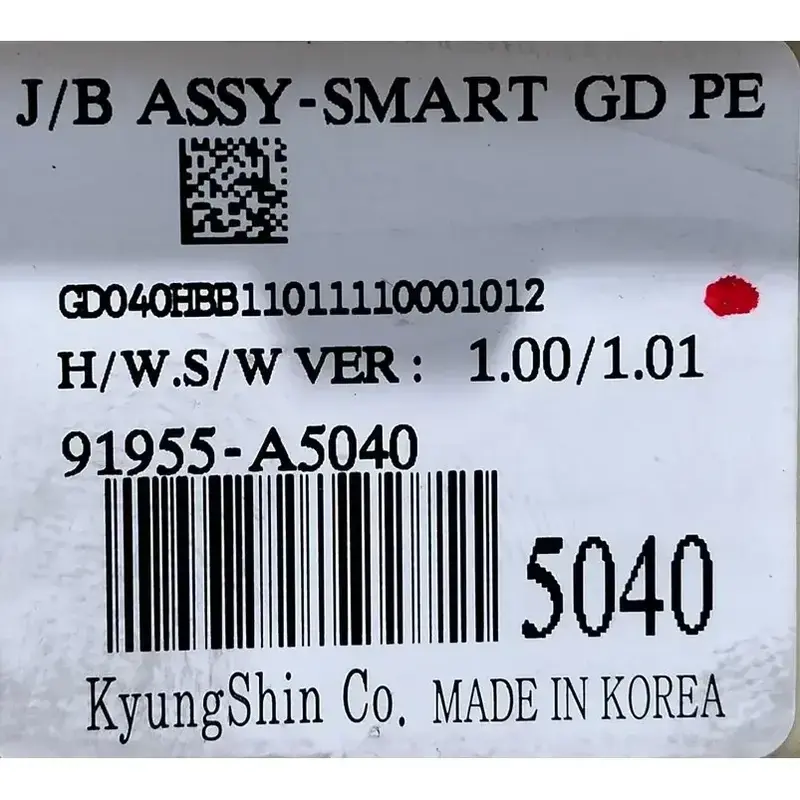 J/B ASSY-SMART GD PE
GD040HBB11011110001012
H/W.S/W VER : 1.00/1.01
91955-A5040
5040
KyungShin Co. MADE IN KOREA